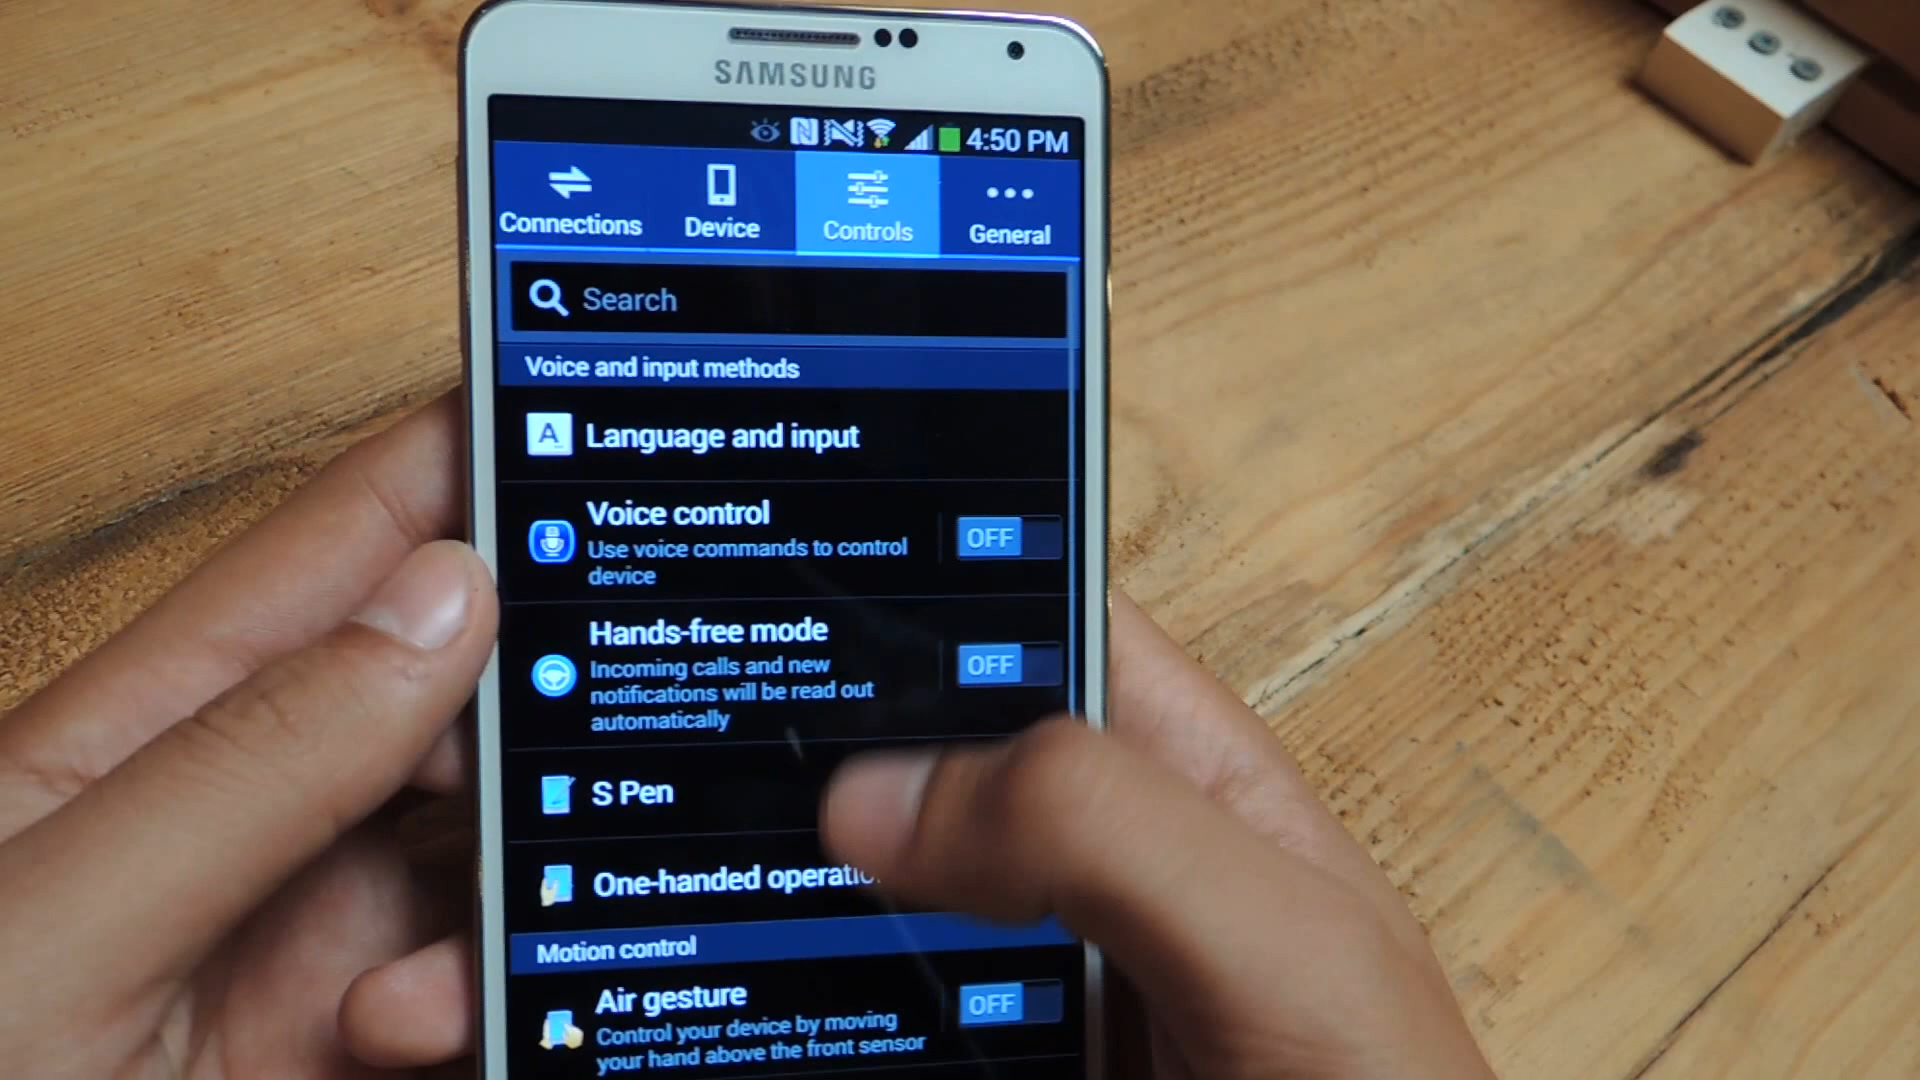 SAMSUNG
4:50 PM
Connections Device Controls General
Search
Voice and input methods
A Language and input
Voice control
Use voice commands to control
device
OFF
Hands-free mode
Incoming calls and new
notifications will be read out
automatically
OFF
S Pen
One-handed
Motion control
Air gesture
Control your device by moving
your hand above the front sensor
OFF